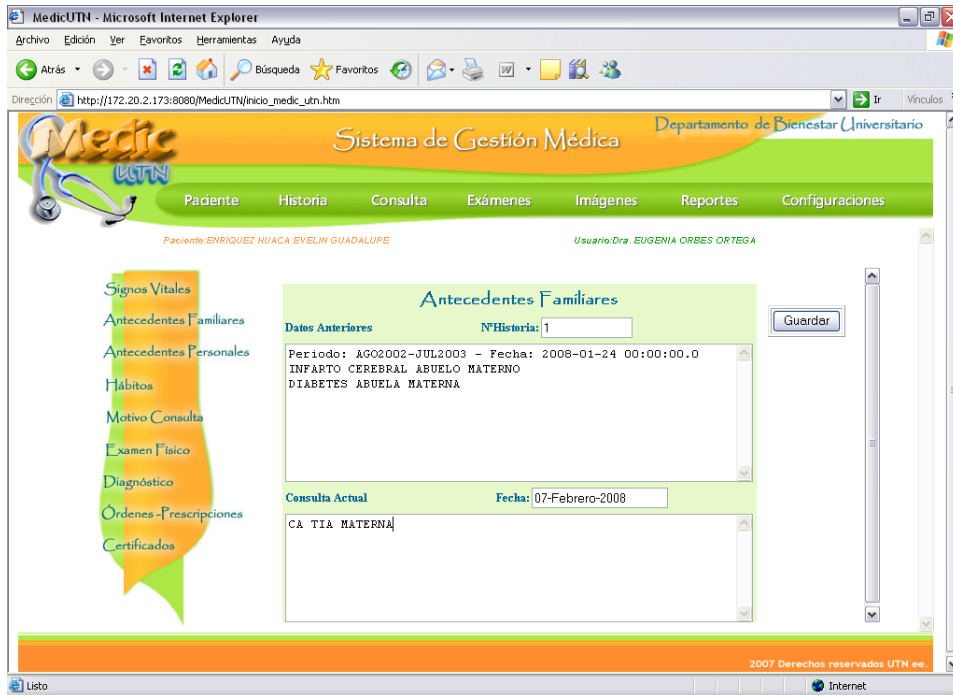 MedicUTN - Microsoft Internet Explorer
Archivo Edición Ver Favoritos Herramientas Ayuda
Atrás Búsqueda Favoritos
Dirección http://172.20.2.173:8080/MedicUTN/inicio_medic_utn.htm Ir Vínculos
Medic UTN
Sistema de Gestión Médica
Departamento de Bienestar Universitario
Paciente Historia Consulta Exámenes Imágenes Reportes Configuraciones
Paciente:ENRIQUEZ HUACA EVELIN GUADALUPE Usuario:Dra. EUGENIA ORBES ORTEGA
Signos Vitales
Antecedentes Familiares
Antecedentes Personales
Hábitos
Motivo Consulta
Examen Físico
Diagnóstico
Órdenes -Prescripciones
Certificados
Antecedentes Familiares
Datos Anteriores NºHistoria: 1
Guardar
Periodo: AGO2002-JUL2003 - Fecha: 2008-01-24 00:00:00.0
INFARTO CEREBRAL ABUELO MATERNO
DIABETES ABUELA MATERNA
Consulta Actual Fecha: 07-Febrero-2008
CA TIA MATERNA
2007 Derechos reservados UTN ee.
Listo Internet